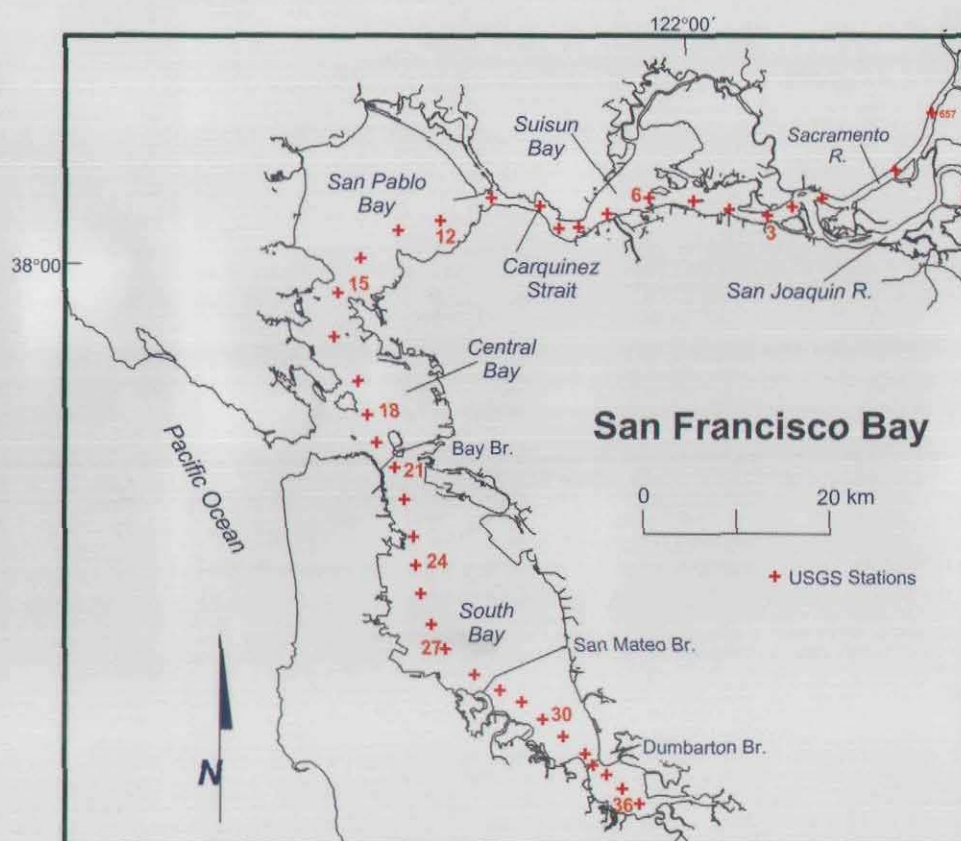 122°00′
657
Sacramento
R.
Suisun
Bay
6
San Pablo
Bay
12
3
38°00′
15
Carquinez
Strait
San Joaquin R.
Central
Bay
18
San Francisco Bay
Bay Br.
21
Pacific Ocean
0 20 km
24
USGS Stations
South
Bay
27
San Mateo Br.
30
Dumbarton Br.
N
36